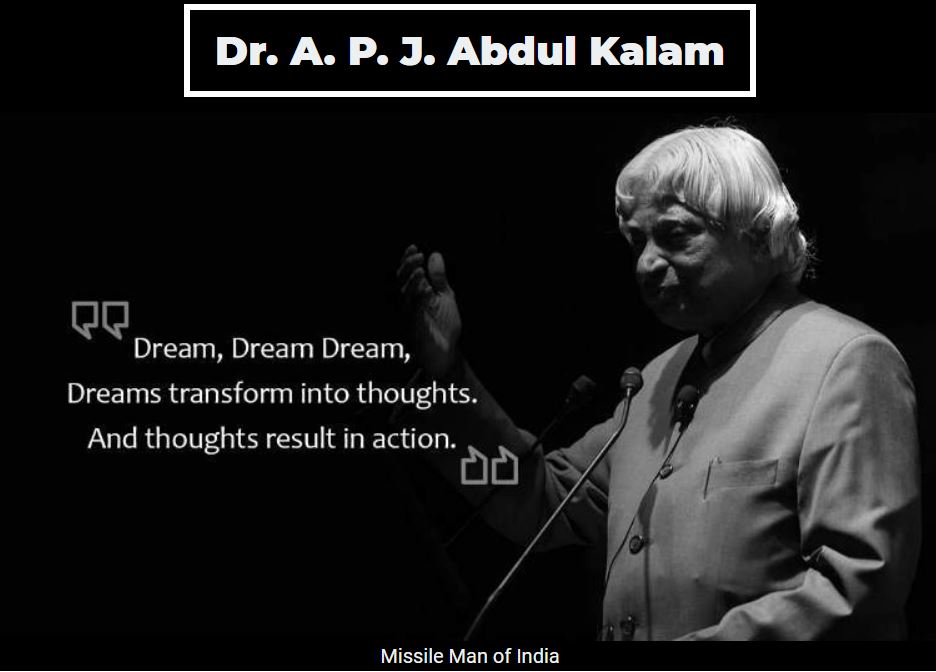 Dr. A. P. J. Abdul Kalam
Dream, Dream Dream,
Dreams transform into thoughts.
And thoughts result in action.
Missile Man of India